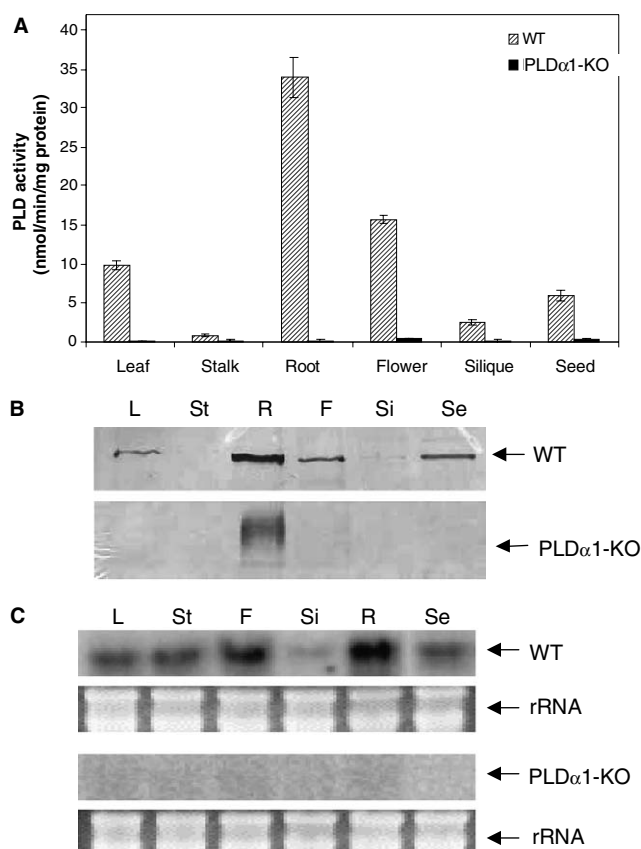 A
40
35
30
25
20
15
10
5
0
PLD activity
(nmol/min/mg protein)
WT
PLDα1-KO
Leaf Stalk Root Flower Silique Seed
B
L St R F Si Se
WT
PLDα1-KO
C
L St F Si R Se
WT
rRNA
PLDα1-KO
rRNA